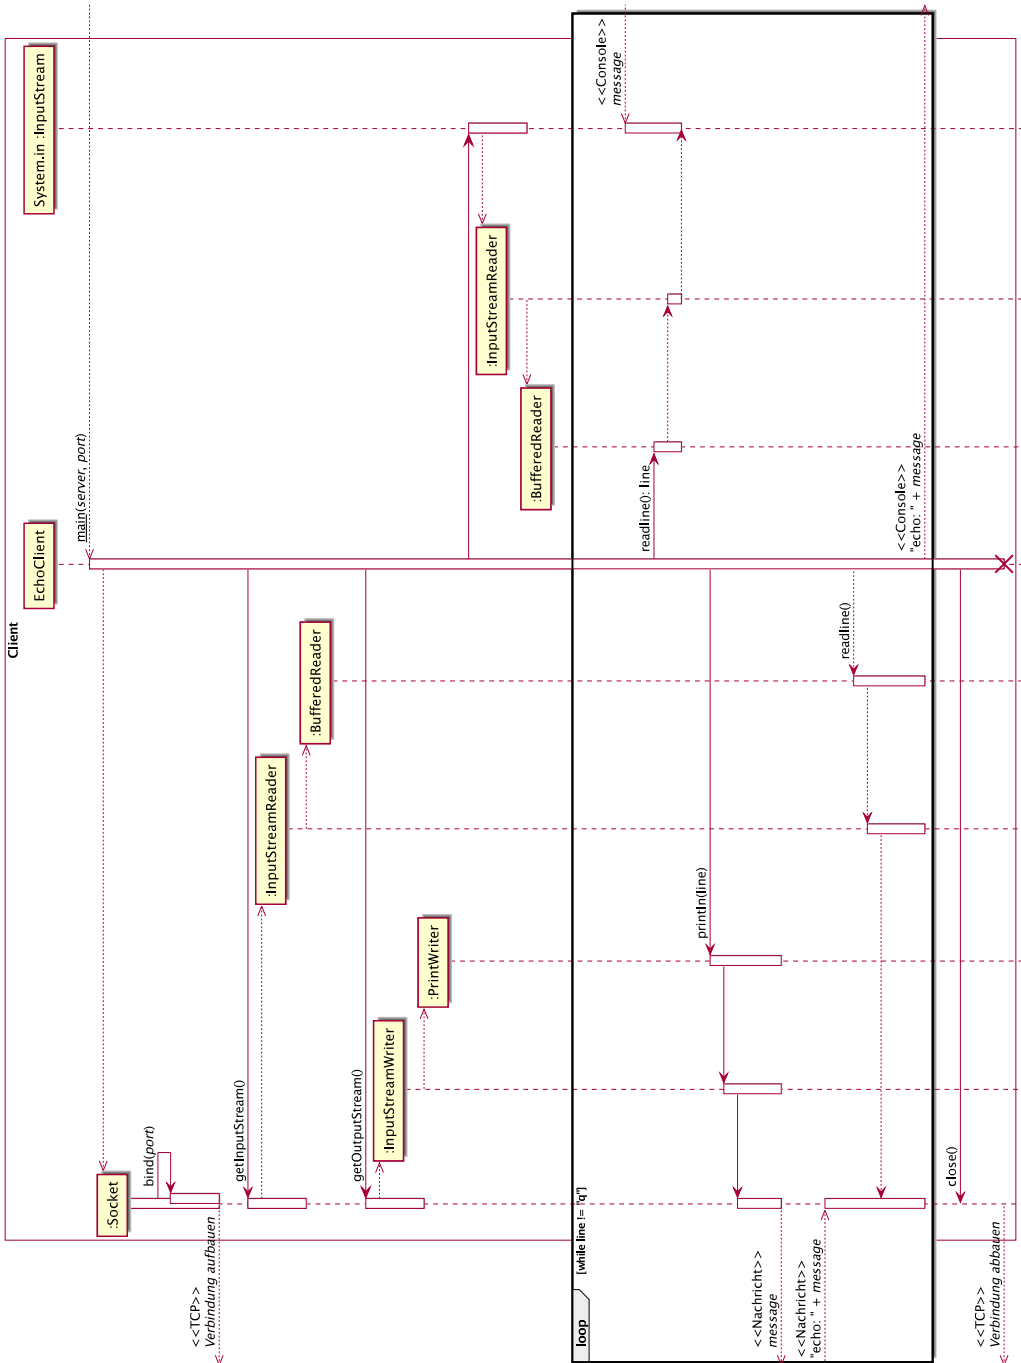 Client
:Socket
:InputStreamWriter
:PrintWriter
:InputStreamReader
:BufferedReader
EchoClient
:BufferedReader
:InputStreamReader
System.in :InputStream
main(server, port)
bind(port)
<<TCP>>
Verbindung aufbauen
getInputStream()
getOutputStream()
loop
[while line != "q"]
<<Console>>
message
readline(): line
println(line)
<<Nachricht>>
message
<<Nachricht>>
"echo: " + message
readline()
<<Console>>
"echo: " + message
close()
<<TCP>>
Verbindung abbauen